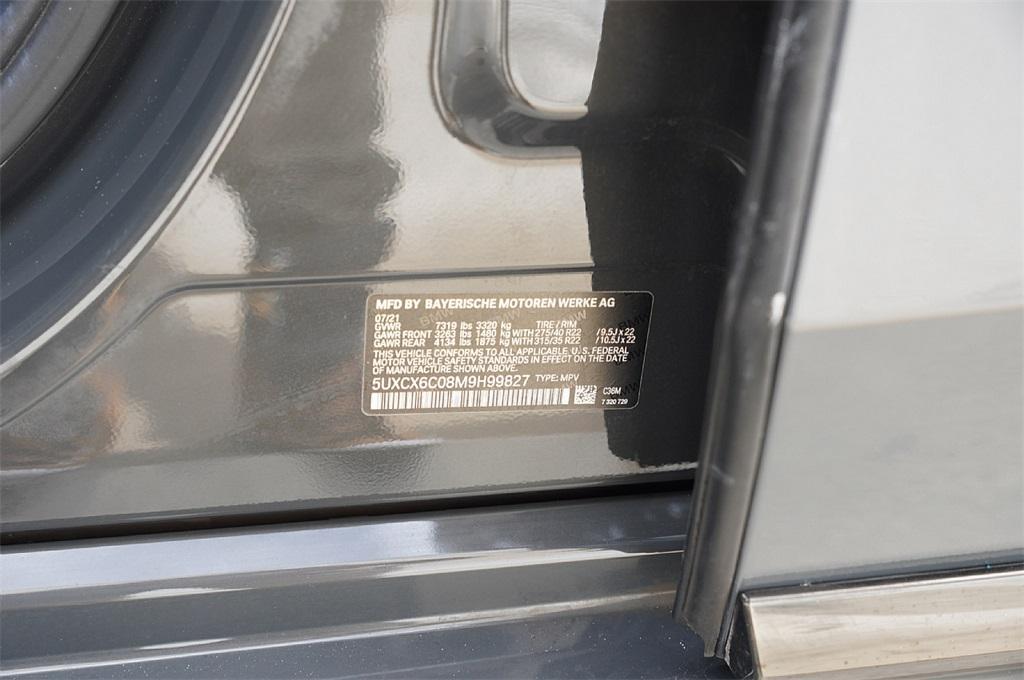 MFD BY BAYERISCHE MOTOREN WERKE AG
07/21
GVWR 7319 lbs 3320 kg TIRE / RIM
GAWR FRONT 3263 lbs 1480 kg WITH 275/40 R22 / 9.5J x 22
GAWR REAR 4134 lbs 1875 kg WITH 315/35 R22 / 10.5J x 22
THIS VEHICLE CONFORMS TO ALL APPLICABLE U.S. FEDERAL
MOTOR VEHICLE SAFETY STANDARDS IN EFFECT ON THE DATE
OF MANUFACTURE SHOWN ABOVE.
5UXCX6C08M9H99827 TYPE: MPV
C36M
7 320 729